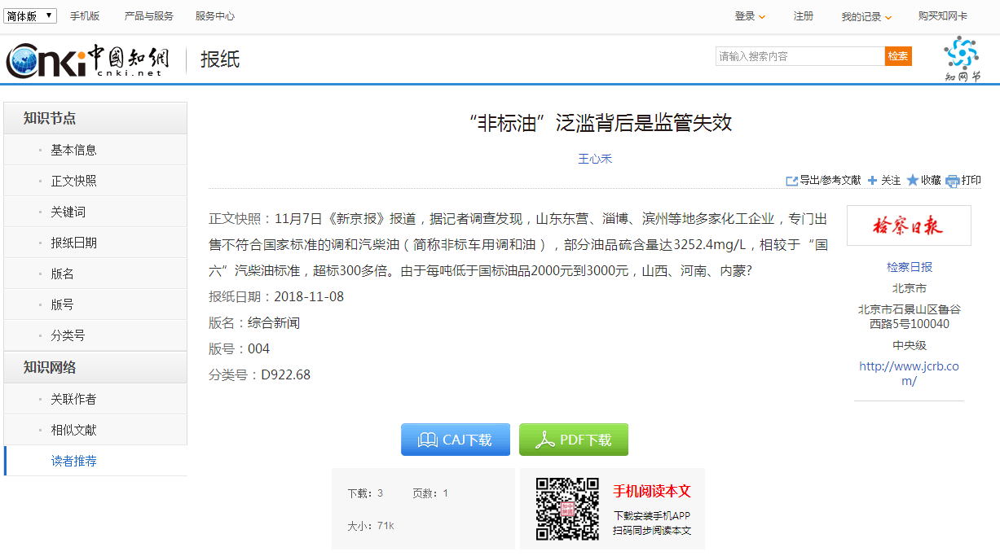 简体版 ▼ 手机版 产品与服务 服务中心 登录 注册 我的记录 购买知网卡
Cnki 中国知網
cnki.net
报纸
请输入搜索内容 检索
知网节
知识节点
基本信息
正文快照
关键词
报纸日期
版名
版号
分类号
知识网络
关联作者
相似文献
读者推荐
“非标油”泛滥背后是监管失效
王心禾
导出/参考文献 关注 收藏 打印
正文快照：11月7日《新京报》报道，据记者调查发现，山东东营、淄博、滨州等地多家化工企业，专门出
售不符合国家标准的调和汽柴油（简称非标车用调和油），部分油品硫含量达3252.4mg/L，相较于“国
六”汽柴油标准，超标300多倍。由于每吨低于国标油品2000元到3000元，山西、河南、内蒙?
报纸日期：2018-11-08
版名：综合新闻
版号：004
分类号：D922.68
检察日报
检察日报
北京市
北京市石景山区鲁谷
西路5号100040
中央级
http://www.jcrb.co
m/
CAJ下载 PDF下载
下载：3 页数：1
大小：71k
手机阅读本文
下载安装手机APP
扫码同步阅读本文